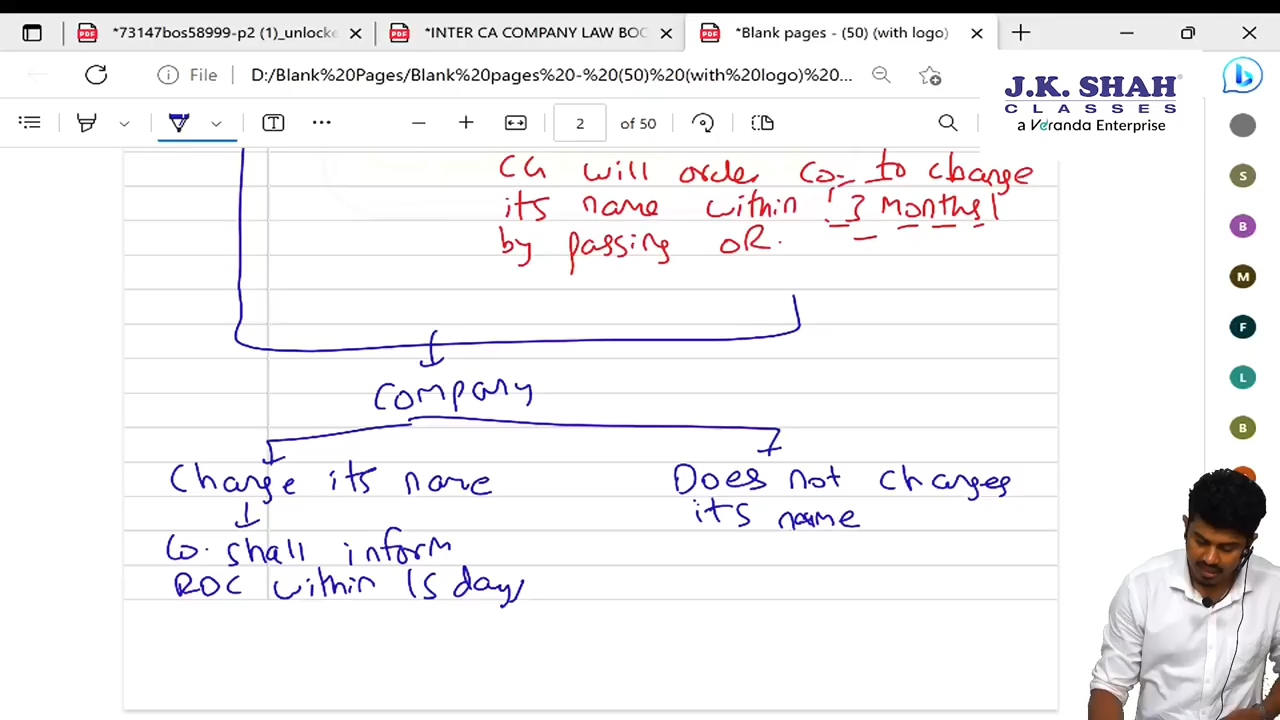 *73147bos58999-p2 (1)_unlocke
*INTER CA COMPANY LAW BOC
*Blank pages - (50) (with logo)
File
D:/Blank%20Pages/Blank%20pages%20-%20(50)%20(with%20logo)%20...
J.K. SHAH
CLASSES
a Veranda Enterprise
2 of 50
CG will order Co- to change
its name within 3 months
by passing OR.
Company
Change its name
Does not changes
its name
Co. shall inform
ROC within 15 days
S
B
M
F
L
B